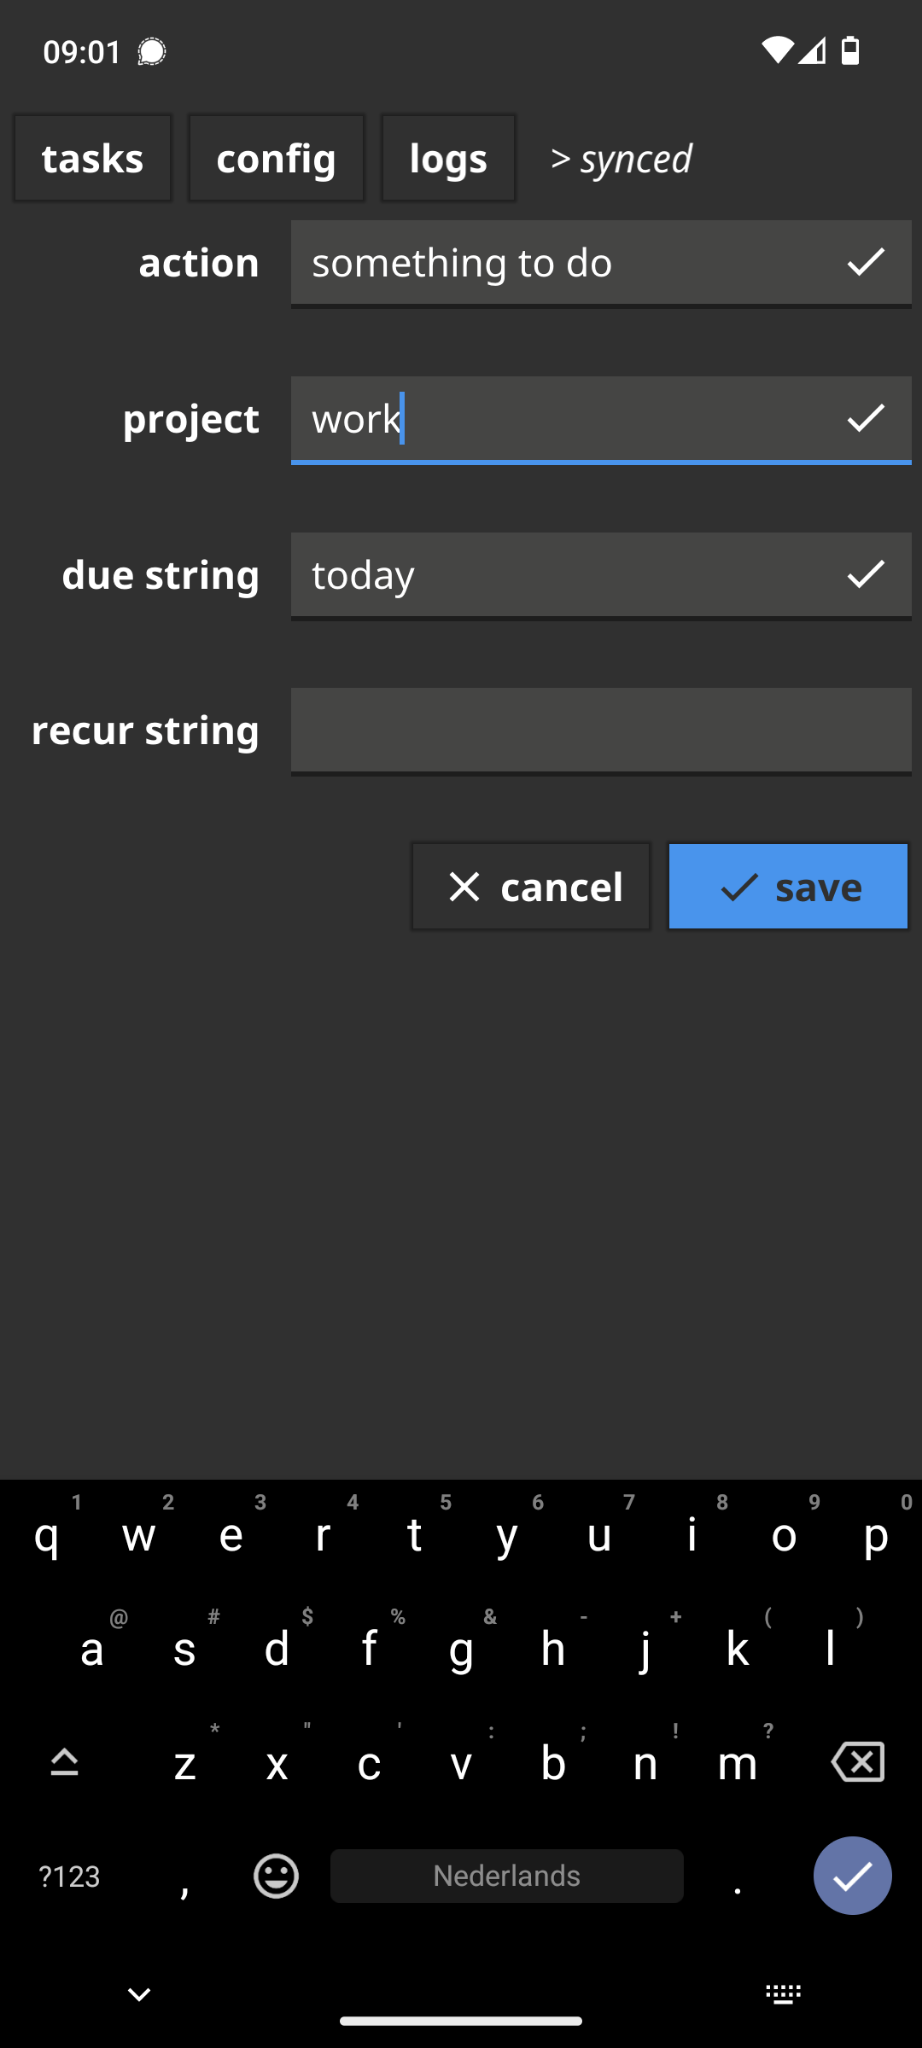 09:01
tasks config logs > synced
action something to do
project work
due string today
recur string
cancel save
1 2 3 4 5 6 7 8 9 0
q w e r t y u i o p
@ # $ % & - + ( )
a s d f g h j k l
* " ' : ; ! ?
z x c v b n m
?123 , Nederlands .